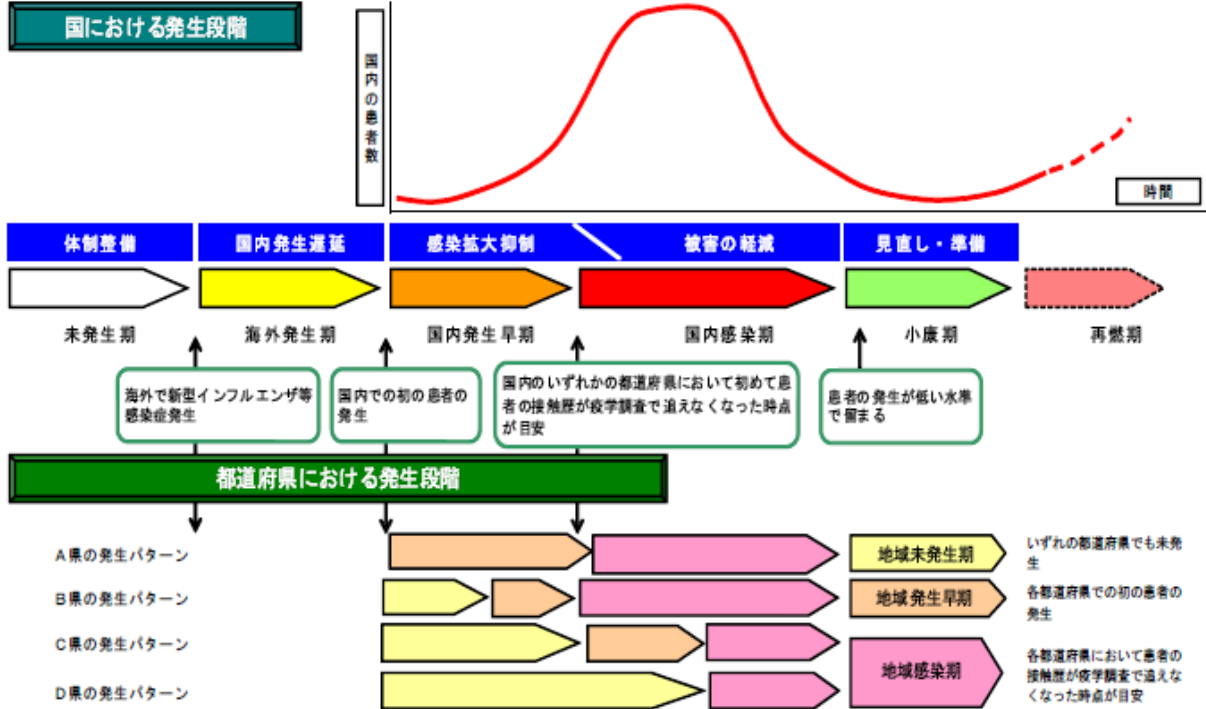 国における発生段階
国内の患者数
時間
体制整備
国内発生遅延
感染拡大抑制
被害の軽減
見直し・準備
未発生期
海外発生期
国内発生早期
国内感染期
小康期
再燃期
海外で新型インフルエンザ等
感染症発生
国内での初の患者の
発生
国内のいずれかの都道府県において初めて患
者の接触歴が疫学調査で追えなくなった時点
が目安
患者の発生が低い水準
で留まる
都道府県における発生段階
A県の発生パターン
地域未発生期
いずれの都道府県でも未発
生
B県の発生パターン
地域発生早期
各都道府県での初の患者の
発生
C県の発生パターン
D県の発生パターン
地域感染期
各都道府県において患者の
接触歴が疫学調査で追えな
くなった時点が目安